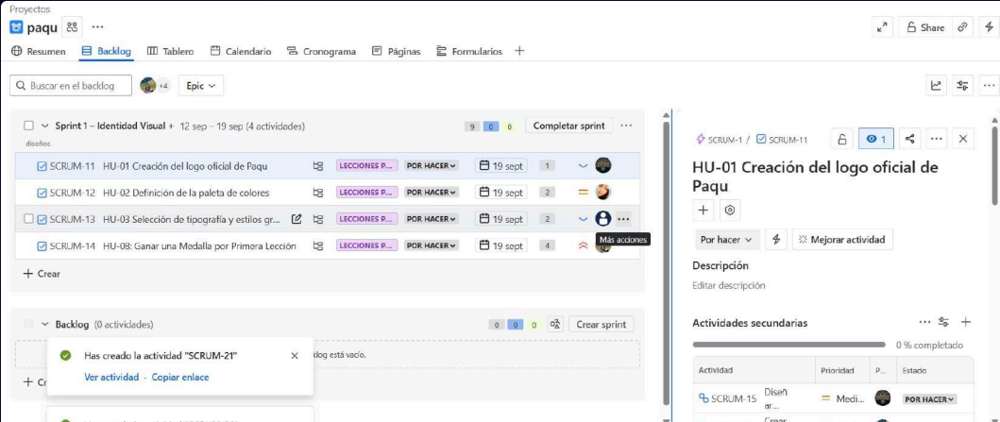 Proyectos
paqu
Share
Resumen Backlog Tablero Calendario Cronograma Páginas Formularios
Buscar en el backlog +4 Epic
Sprint 1 – Identidad Visual 12 sep – 19 sep (4 actividades) 9 0 0 Completar sprint
diseños
SCRUM-11 HU-01 Creación del logo oficial de Paqu LECCIONES P... POR HACER 19 sept 1
SCRUM-12 HU-02 Definición de la paleta de colores LECCIONES P... POR HACER 19 sept 2
SCRUM-13 HU-03 Selección de tipografía y estilos gr... LECCIONES P... POR HACER 19 sept 2
Más acciones
SCRUM-14 HU-08: Ganar una Medalla por Primera Lección LECCIONES P... POR HACER 19 sept 4
+ Crear
Backlog (0 actividades) 0 0 0 Crear sprint
klog está vacío.
+ Cr
Has creado la actividad "SCRUM-21"
Ver actividad · Copiar enlace
SCRUM-1 / SCRUM-11 1
HU-01 Creación del logo oficial de
Paqu
Por hacer Mejorar actividad
Descripción
Editar descripción
Actividades secundarias
0 % completado
Actividad Prioridad P... Estado
SCRUM-15 Diseñ
ar... Medi... POR HACER